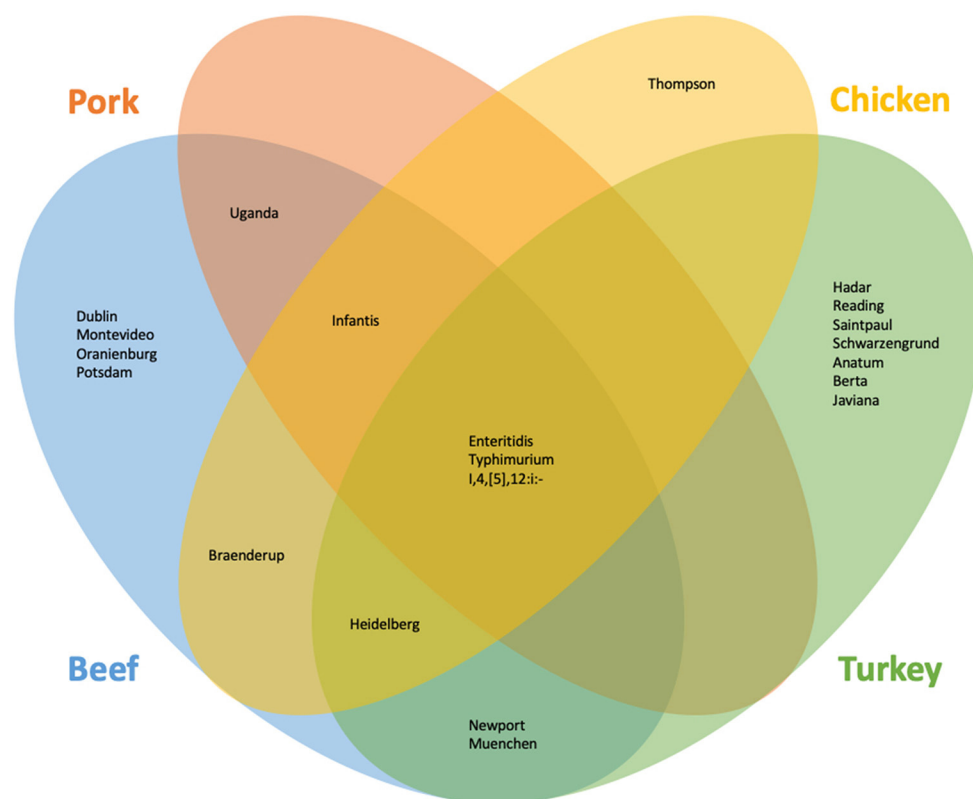 Thompson
Pork
Chicken
Uganda
Hadar
Reading
Saintpaul
Schwarzengrund
Anatum
Berta
Javiana
Dublin
Montevideo
Oranienburg
Potsdam
Infantis
Enteritidis
Typhimurium
I,4,[5],12:i:-
Braenderup
Heidelberg
Beef
Turkey
Newport
Muenchen